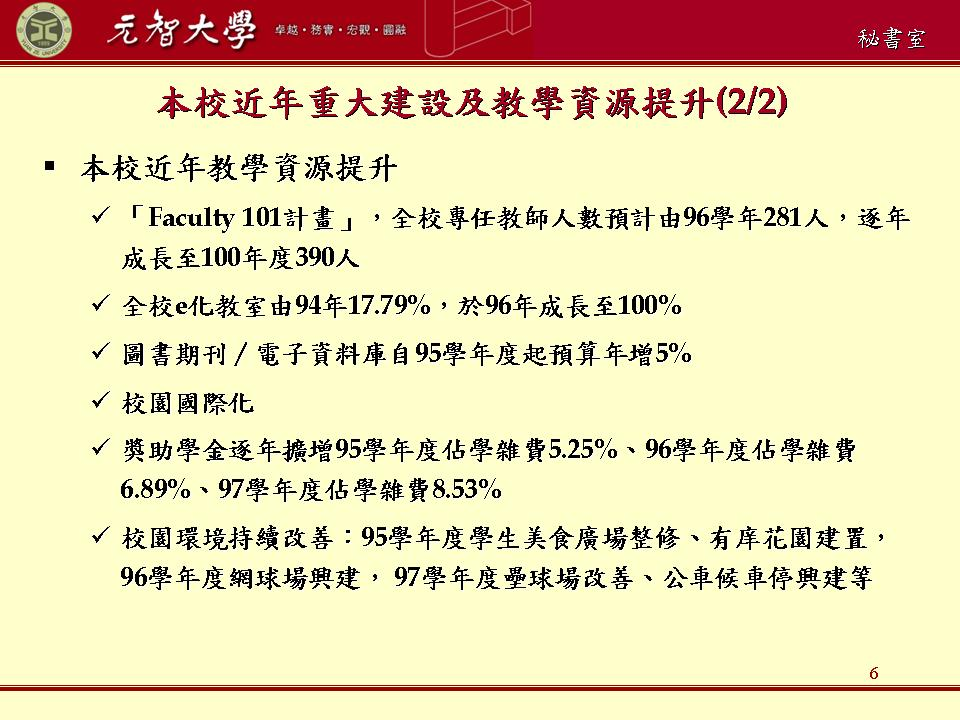 元智大學 卓越・務實・宏觀・圓融
秘書室
本校近年重大建設及教學資源提升(2/2)
▪ 本校近年教學資源提升
✓ 「Faculty 101計畫」，全校專任教師人數預計由96學年281人，逐年
成長至100年度390人
✓ 全校e化教室由94年17.79%，於96年成長至100%
✓ 圖書期刊／電子資料庫自95學年度起預算年增5%
✓ 校園國際化
✓ 獎助學金逐年擴增95學年度佔學雜費5.25%、96學年度佔學雜費
6.89%、97學年度佔學雜費8.53%
✓ 校園環境持續改善：95學年度學生美食廣場整修、有庠花園建置，
96學年度網球場興建， 97學年度壘球場改善、公車候車停興建等
6